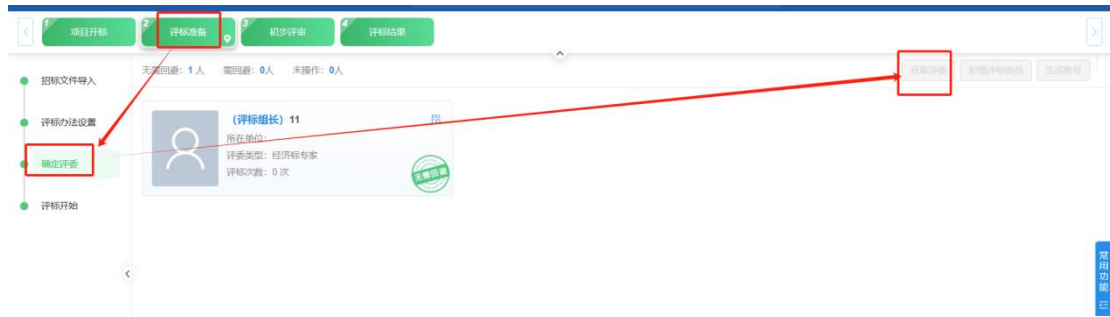 1 项目开标
2 评标准备
3 初步评审
4 评标结果
招标文件导入
评标办法设置
确定评委
评标开始
无需回避：1 人 需回避：0人 未操作：0人
获取评委 新增评标委员 生成账号
（评标组长）11
所在单位：
评委类型：经济标专家
评标次数：0 次
无需回避
常用功能